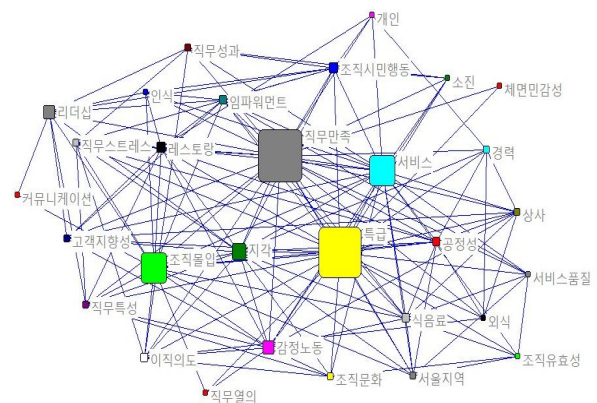 개인
직무성과
조직시민행동
소진
체면민감성
인식
임파워먼트
리더십
직무만족
직무스트레스
레스토랑
서비스
경력
커뮤니케이션
상사
고객지향성
지각
특급
공정성
조직몰입
서비스품질
직무특성
식음료
외식
이직의도
감정노동
조직유효성
조직문화
서울지역
직무열의